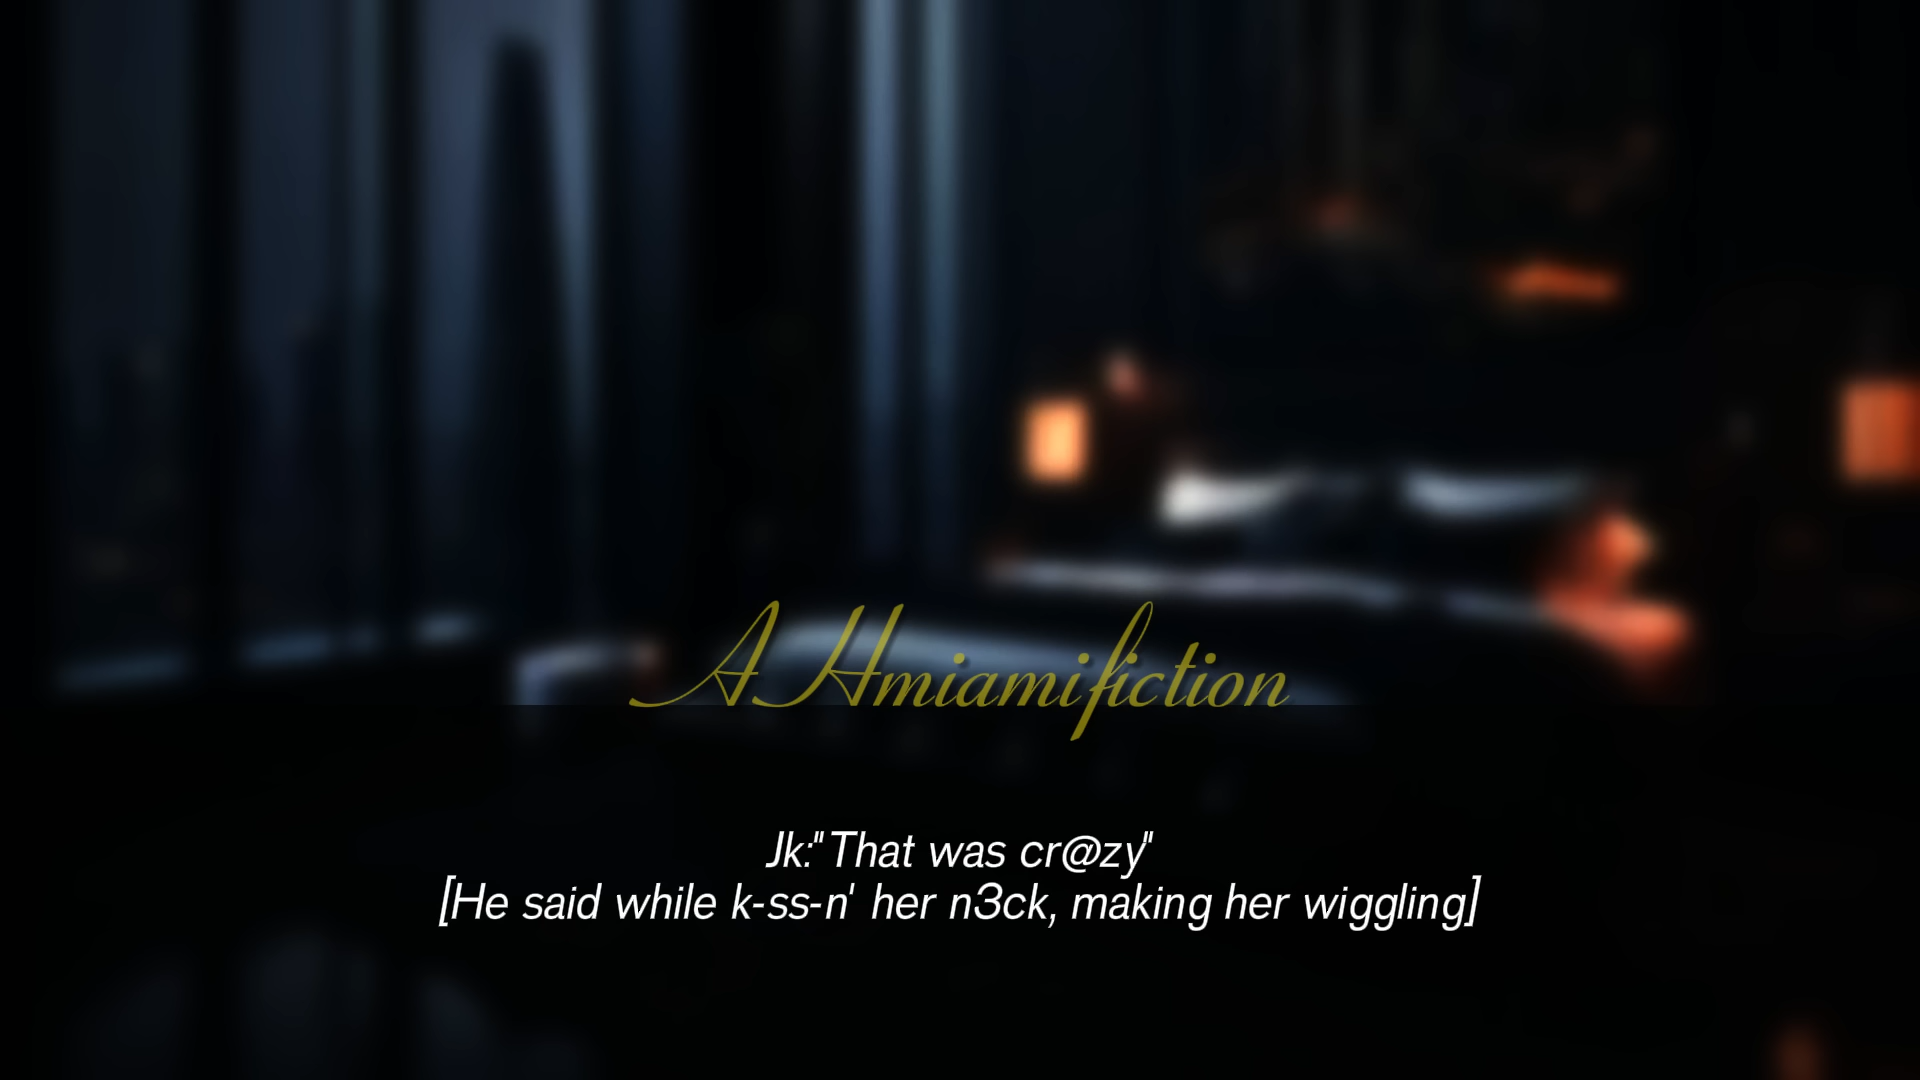 AHmiamifiction
Jk:"That was cr@zy"
[He said while k-ss-n' her n3ck, making her wiggling]